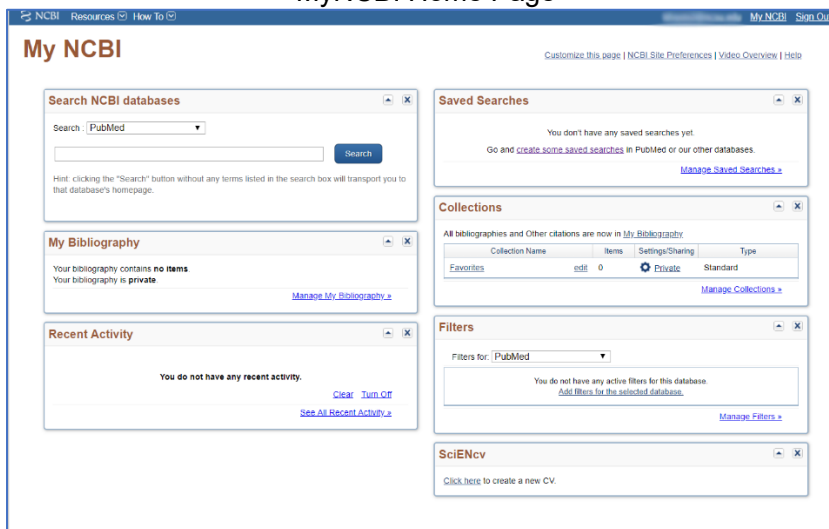 MyNCBI Home Page
NCBI Resources How To My NCBI Sign Out
My NCBI
Customize this page | NCBI Site Preferences | Video Overview | Help
Search NCBI databases
Search : PubMed
Search
Hint: clicking the "Search" button without any terms listed in the search box will transport you to
that database's homepage.
My Bibliography
Your bibliography contains no items.
Your bibliography is private.
Manage My Bibliography »
Recent Activity
You do not have any recent activity.
Clear Turn Off
See All Recent Activity »
Saved Searches
You don't have any saved searches yet.
Go and create some saved searches in PubMed or our other databases.
Manage Saved Searches »
Collections
All bibliographies and Other citations are now in My Bibliography
Collection Name Items Settings/Sharing Type
Favorites edit 0 Private Standard
Manage Collections »
Filters
Filters for: PubMed
You do not have any active filters for this database.
Add filters for the selected database.
Manage Filters »
SciENcv
Click here to create a new CV.